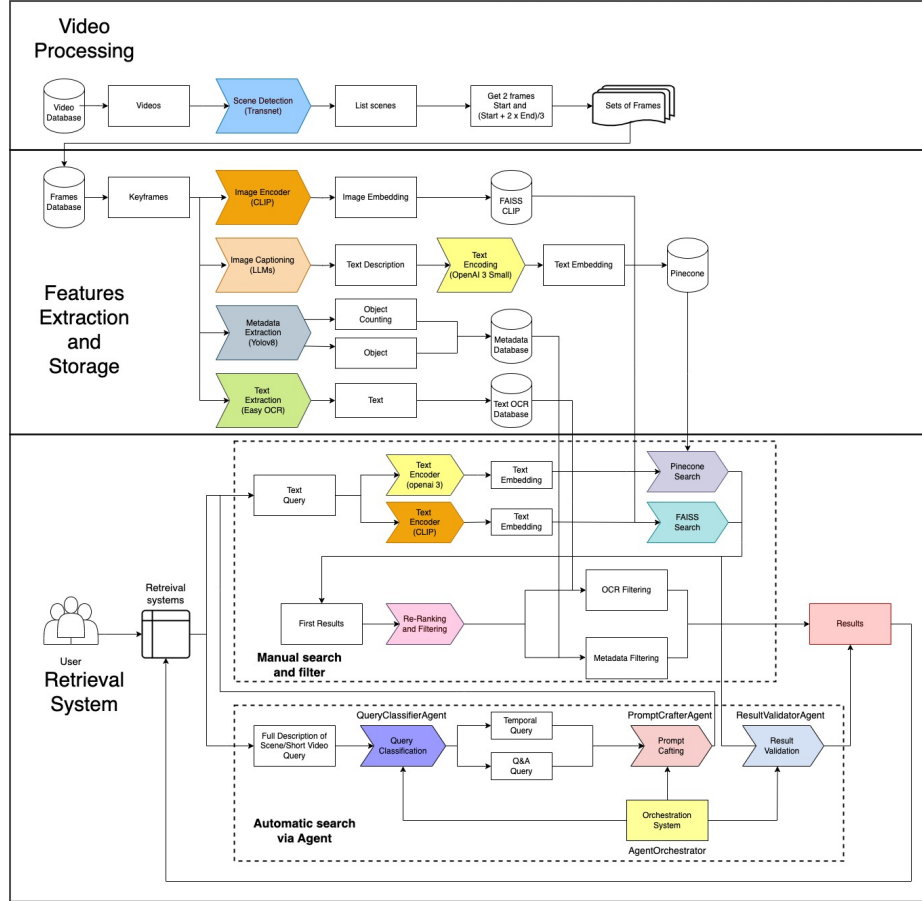 Video
Processing
Video
Database
Videos
Scene Detection
(Transnet)
List scenes
Get 2 frames
Start and
(Start + 2 x End)/3
Sets of Frames
Frames
Database
Keyframes
Image Encoder
(CLIP)
Image Embedding
FAISS
CLIP
Image Captioning
(LLMs)
Text Description
Text
Encoding
(OpenAI 3 Small)
Text Embedding
Pinecone
Features
Extraction
and
Storage
Metadata
Extraction
(Yolov8)
Object
Counting
Object
Metadata
Database
Text
Extraction
(Easy OCR)
Text
Text OCR
Database
Text
Query
Text
Encoder
(openai 3)
Text
Embedding
Pinecone
Search
Text
Encoder
(CLIP)
Text
Embedding
FAISS
Search
Retreival
systems
User
Retrieval
System
First Results
Re-Ranking
and Filtering
OCR Filtering
Metadata Filtering
Results
Manual search
and filter
QueryClassifierAgent
PromptCrafterAgent
ResultValidatorAgent
Full Description of
Scene/Short Video
Query
Query
Classification
Temporal
Query
Q&A
Query
Prompt
Cafting
Result
Validation
Orchestration
System
AgentOrchestrator
Automatic search
via Agent